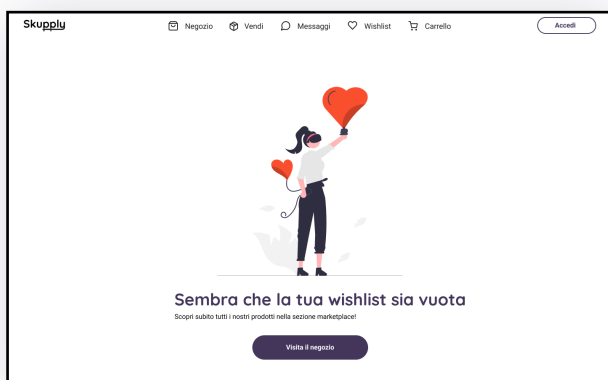 Skupply
Negozio Vendi Messaggi Wishlist Carrello Accedi
Sembra che la tua wishlist sia vuota
Scopri subito tutti i nostri prodotti nella sezione marketplace!
Visita il negozio